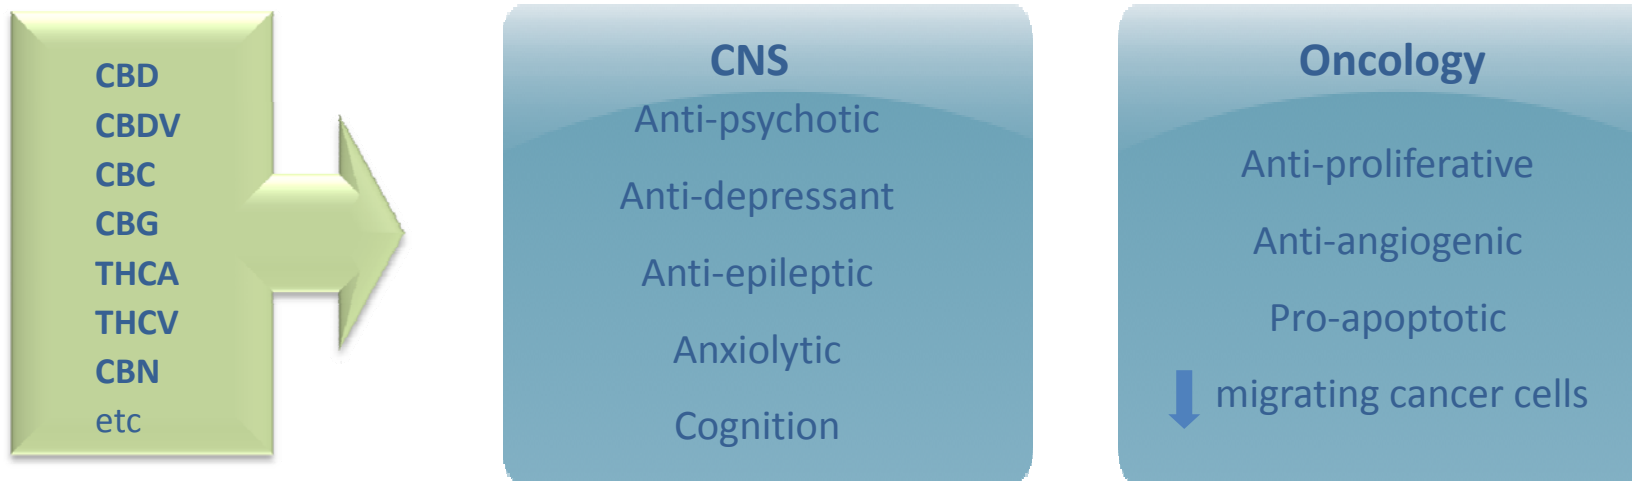 CBD
CBDV
CBC
CBG
THCA
THCV
CBN
etc
CNS
Anti-psychotic
Anti-depressant
Anti-epileptic
Anxiolytic
Cognition
Oncology
Anti-proliferative
Anti-angiogenic
Pro-apoptotic
migrating cancer cells